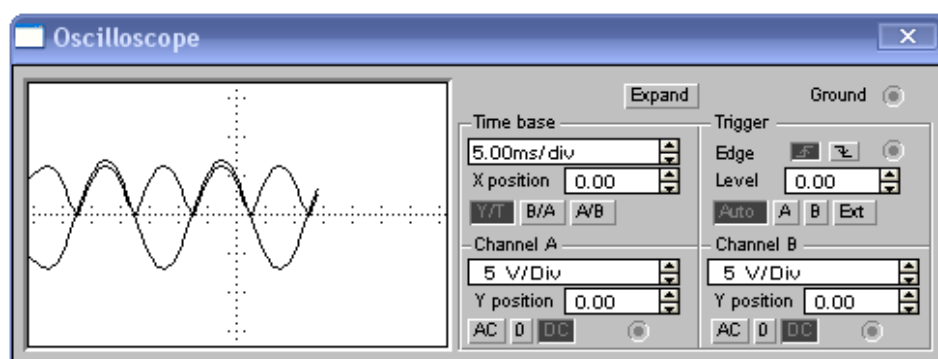 Oscilloscope
Expand Ground
Time base
5.00ms/div
X position 0.00
Y/T B/A A/B
Trigger
Edge
Level 0.00
Auto A B Ext
Channel A
5 V/Div
Y position 0.00
AC 0 DC
Channel B
5 V/Div
Y position 0.00
AC 0 DC